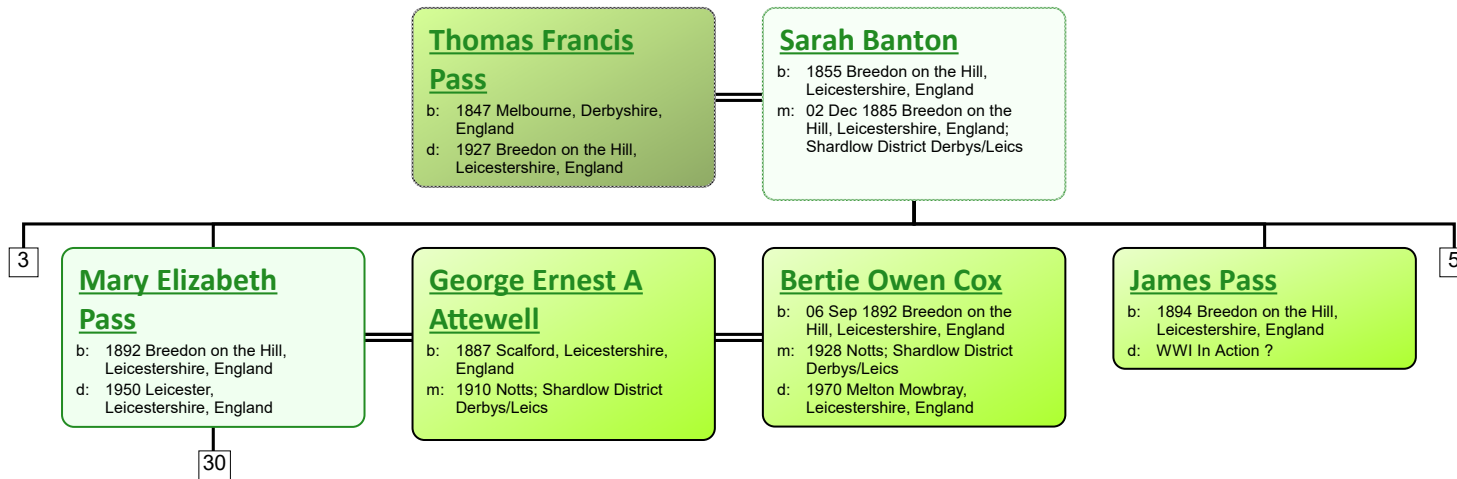 Thomas Francis
Pass
b: 1847 Melbourne, Derbyshire,
England
d: 1927 Breedon on the Hill,
Leicestershire, England
Sarah Banton
b: 1855 Breedon on the Hill,
Leicestershire, England
m: 02 Dec 1885 Breedon on the
Hill, Leicestershire, England;
Shardlow District Derbys/Leics
3
Mary Elizabeth
Pass
b: 1892 Breedon on the Hill,
Leicestershire, England
d: 1950 Leicester,
Leicestershire, England
George Ernest A
Attewell
b: 1887 Scalford, Leicestershire,
England
m: 1910 Notts; Shardlow District
Derbys/Leics
Bertie Owen Cox
b: 06 Sep 1892 Breedon on the
Hill, Leicestershire, England
m: 1928 Notts; Shardlow District
Derbys/Leics
d: 1970 Melton Mowbray,
Leicestershire, England
James Pass
b: 1894 Breedon on the Hill,
Leicestershire, England
d: WWI In Action ?
5
30